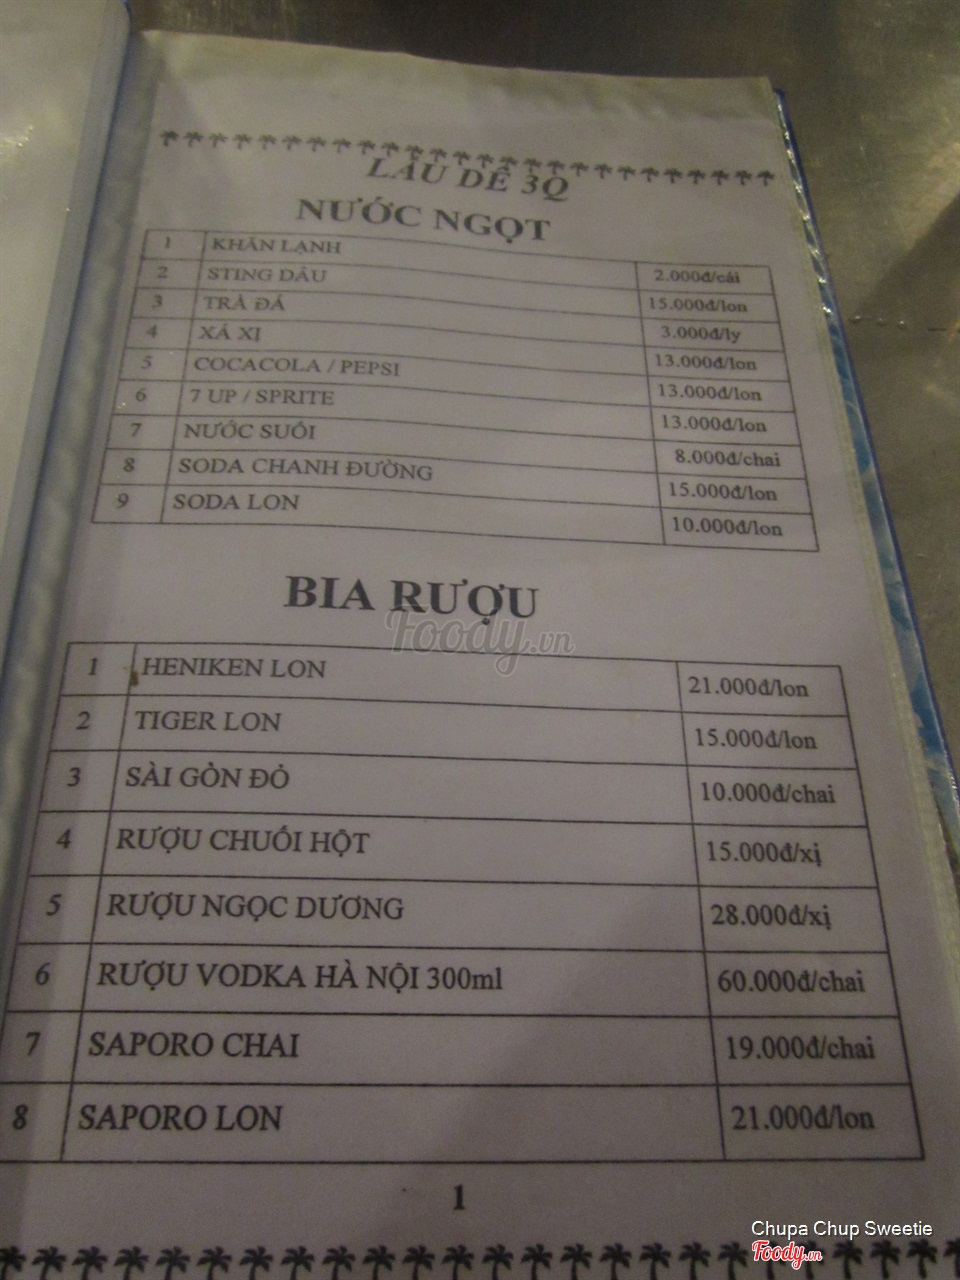 LẨU DÊ 3Q
NƯỚC NGỌT
1 KHĂN LẠNH 2.000đ/cái
2 STING DÂU 15.000đ/lon
3 TRÀ ĐÁ 3.000đ/ly
4 XÁ XỊ 13.000đ/lon
5 COCACOLA / PEPSI 13.000đ/lon
6 7 UP / SPRITE 13.000đ/lon
7 NƯỚC SUỐI 8.000đ/chai
8 SODA CHANH ĐƯỜNG 15.000đ/lon
9 SODA LON 10.000đ/lon
BIA RƯỢU
Foody.vn
1 HENIKEN LON 21.000đ/lon
2 TIGER LON 15.000đ/lon
3 SÀI GÒN ĐỎ 10.000đ/chai
4 RƯỢU CHUỐI HỘT 15.000đ/xị
5 RƯỢU NGỌC DƯƠNG 28.000đ/xị
6 RƯỢU VODKA HÀ NỘI 300ml 60.000đ/chai
7 SAPORO CHAI 19.000đ/chai
8 SAPORO LON 21.000đ/lon
1
Chupa Chup Sweetie
Foody.vn